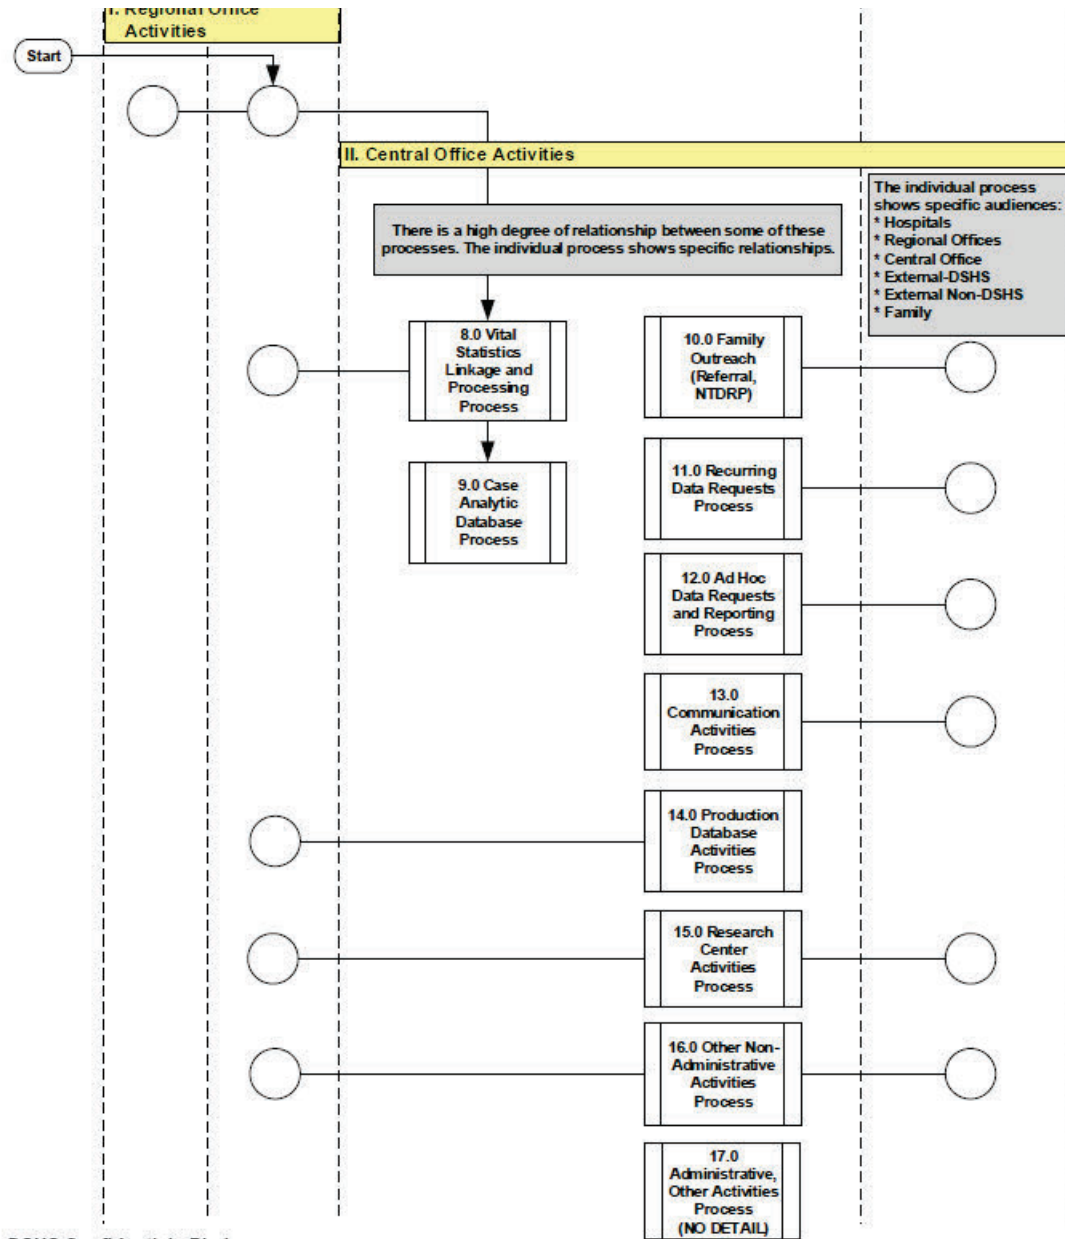 I. Regional Office
Activities
Start
II. Central Office Activities
The individual process
shows specific audiences:
* Hospitals
* Regional Offices
* Central Office
* External-DSHS
* External Non-DSHS
* Family
There is a high degree of relationship between some of these
processes. The individual process shows specific relationships.
8.0 Vital
Statistics
Linkage and
Processing
Process
10.0 Family
Outreach
(Referral,
NTDRP)
9.0 Case
Analytic
Database
Process
11.0 Recurring
Data Requests
Process
12.0 Ad Hoc
Data Requests
and Reporting
Process
13.0
Communication
Activities
Process
14.0 Production
Database
Activities
Process
15.0 Research
Center
Activities
Process
16.0 Other Non-
Administrative
Activities
Process
17.0
Administrative,
Other Activities
Process
(NO DETAIL)